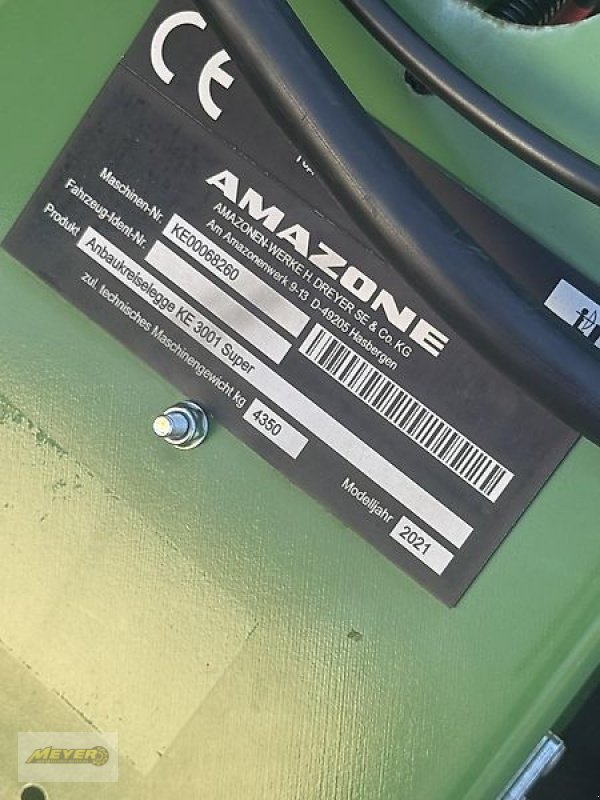 CE
AMAZONE
AMAZONEN-WERKE H. DREYER SE & Co. KG
Am Amazonenwerk 9-13 D-49205 Hasbergen
Maschinen-Nr. KE00068260
Fahrzeug-Ident-Nr.
Produkt Anbaukreiselegge KE 3001 Super
zul. technisches Maschinengewicht kg 4350
Modelljahr 2021
MEYER